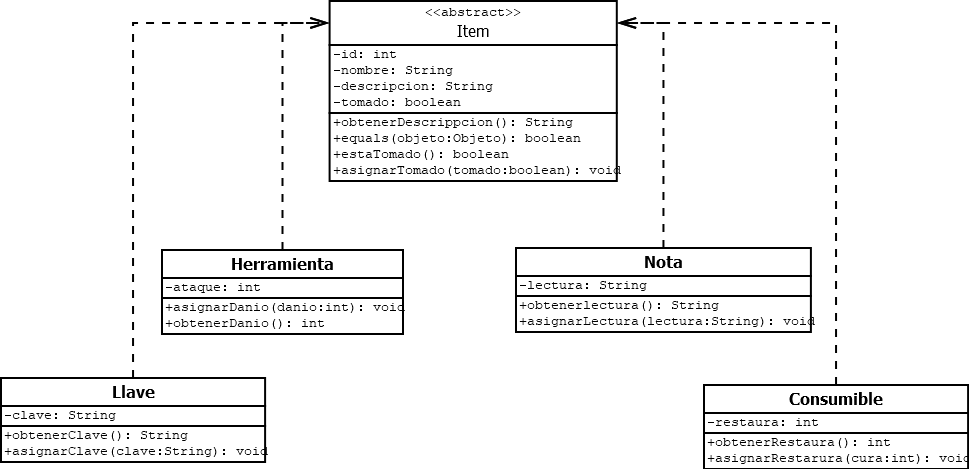 <<abstract>>
Item
-id: int
-nombre: String
-descripcion: String
-tomado: boolean
+obtenerDescrippcion(): String
+equals(objeto:Objeto): boolean
+estaTomado(): boolean
+asignarTomado(tomado:boolean): void
Herramienta
-ataque: int
+asignarDanio(danio:int): void
+obtenerDanio(): int
Nota
-lectura: String
+obtenerlectura(): String
+asignarLectura(lectura:String): void
Llave
-clave: String
+obtenerClave(): String
+asignarClave(clave:String): void
Consumible
-restaura: int
+obtenerRestaura(): int
+asignarRestarura(cura:int): void